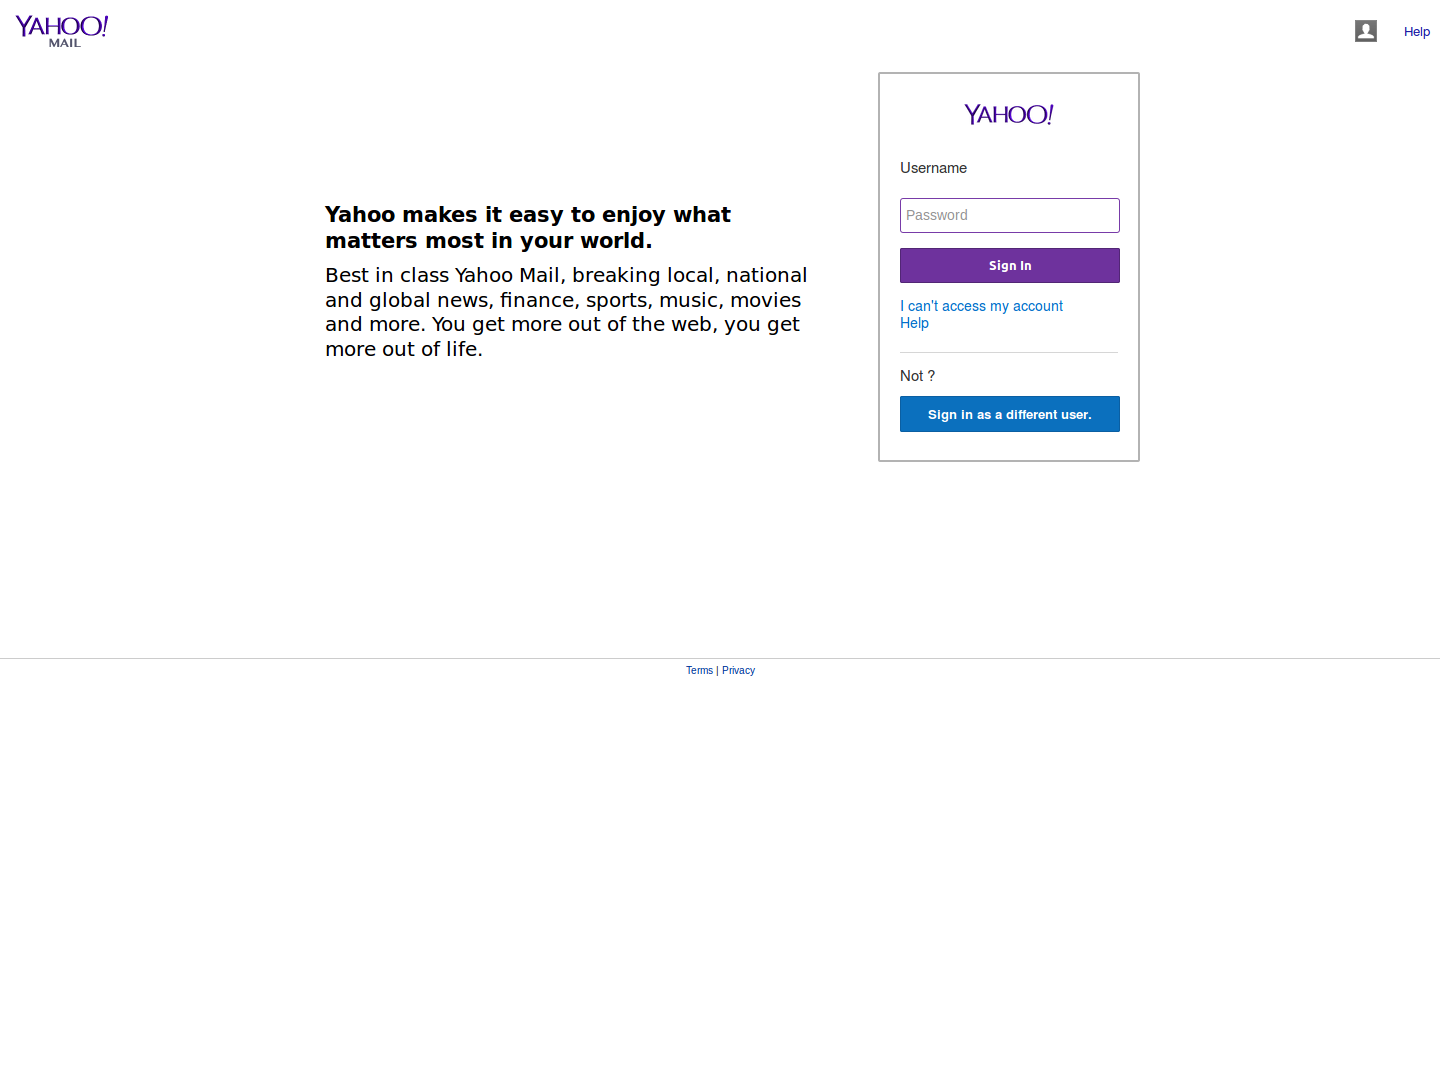 YAHOO!
MAIL
Help
YAHOO!
Username
Password
Sign In
I can't access my account
Help
Not ?
Sign in as a different user.
Yahoo makes it easy to enjoy what
matters most in your world.
Best in class Yahoo Mail, breaking local, national
and global news, finance, sports, music, movies
and more. You get more out of the web, you get
more out of life.
Terms | Privacy